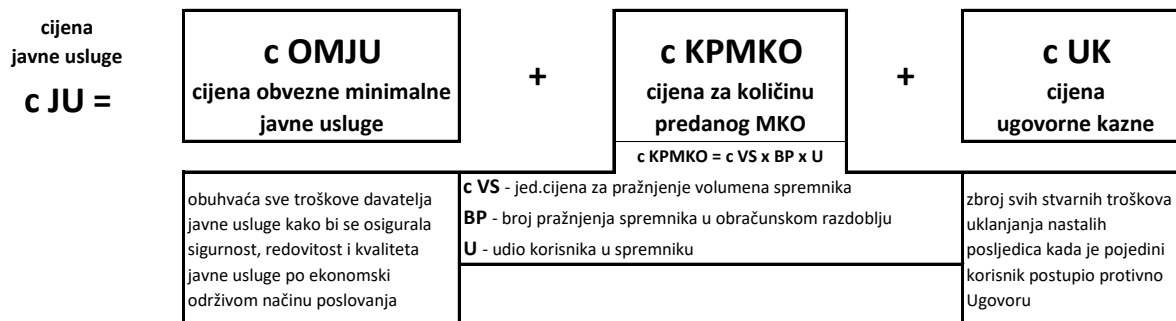 cijena
javne usluge
c JU =
c OMJU
cijena obvezne minimalne
javne usluge
+
c KPMKO
cijena za količinu
predanog MKO
c KPMKO = c VS x BP x U
+
c UK
cijena
ugovorne kazne
obuhvaća sve troškove davatelja
javne usluge kako bi se osigurala
sigurnost, redovitost i kvaliteta
javne usluge po ekonomski
održivom načinu poslovanja
c VS - jed.cijena za pražnjenje volumena spremnika
BP - broj pražnjenja spremnika u obračunskom razdoblju
U - udio korisnika u spremniku
zbroj svih stvarnih troškova
uklanjanja nastalih
posljedica kada je pojedini
korisnik postupio protivno
Ugovoru